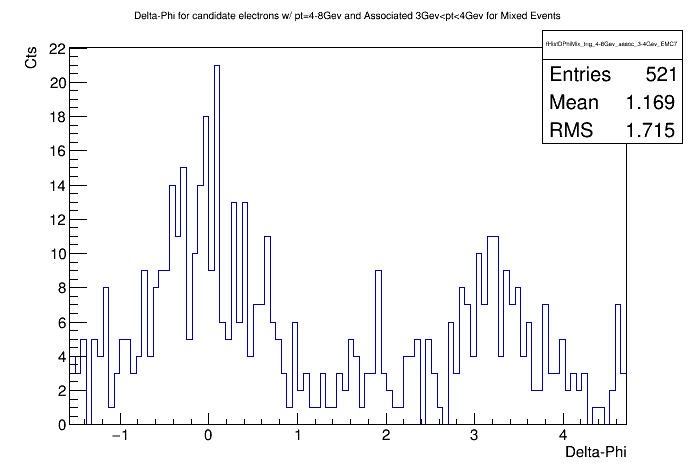 Delta-Phi for candidate electrons w/ pt=4-8Gev and Associated 3Gev<pt<4Gev for Mixed Events
Cts
fHistDPhiMix_trig_4-8Gev_assoc_3-4Gev_EMC7
Entries 521
Mean 1.169
RMS 1.715
22
20
18
16
14
12
10
8
6
4
2
0
−1 0 1 2 3 4
Delta-Phi